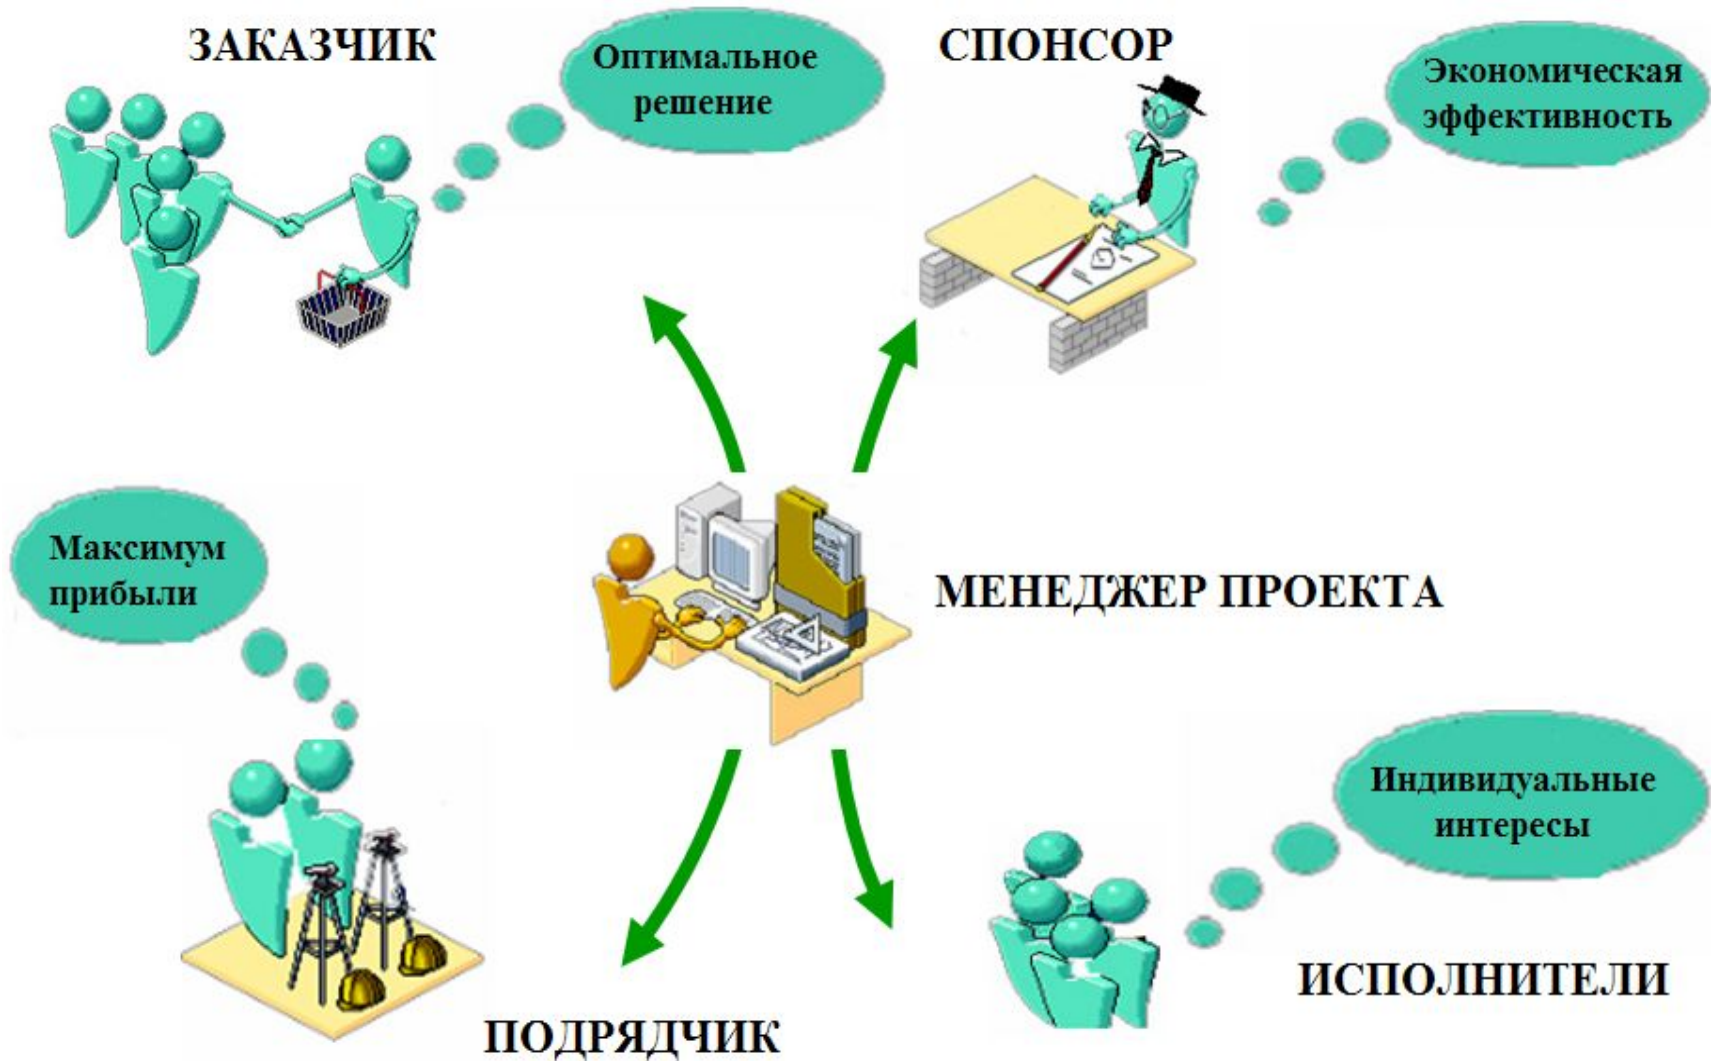 ЗАКАЗЧИК
Оптимальное
решение
СПОНСОР
Экономическая
эффективность
Максимум
прибыли
МЕНЕДЖЕР ПРОЕКТА
Индивидуальные
интересы
ИСПОЛНИТЕЛИ
ПОДРЯДЧИК